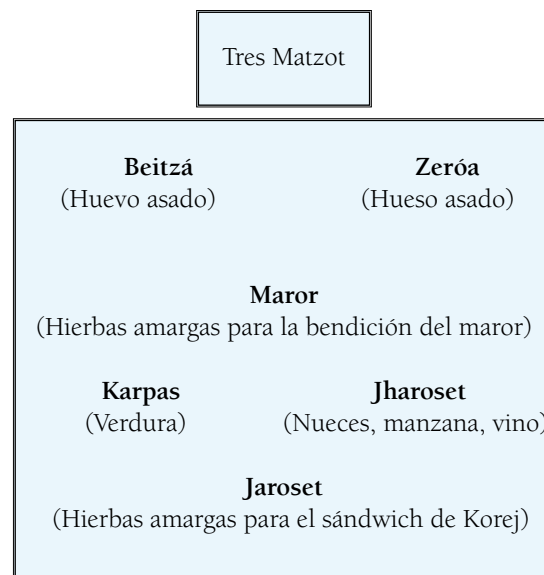 Tres Matzot
Beitzá
Zeróa
(Huevo asado)
(Hueso asado)
Maror
(Hierbas amargas para la bendición del maror)
Karpas
Jharoset
(Verdura)
(Nueces, manzana, vino)
Jaroset
(Hierbas amargas para el sándwich de Korej)